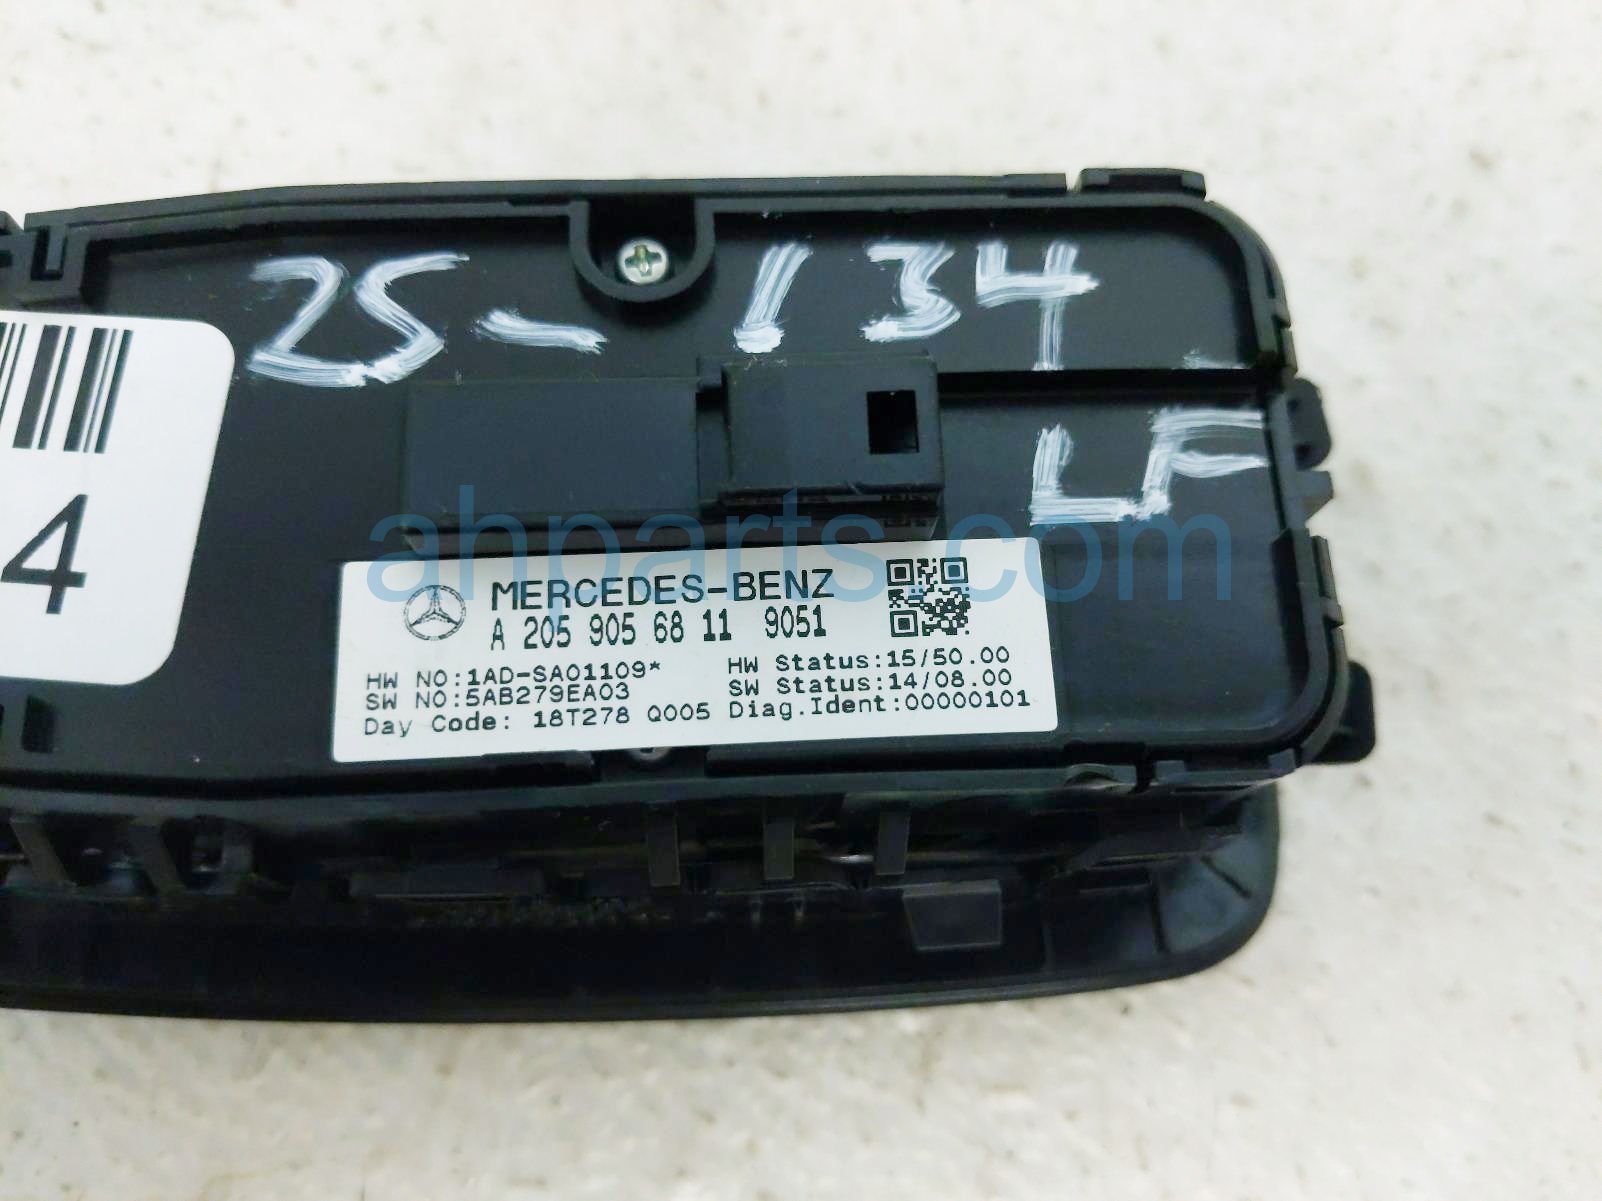 25-134
LF
4
ahparts.com
MERCEDES-BENZ
A 205 905 68 11 9051
HW NO:1AD-SA01109* HW Status:15/50.00
SW NO:5AB279EA03 SW Status:14/08.00
Day Code: 18T278 Q005 Diag.Ident:00000101